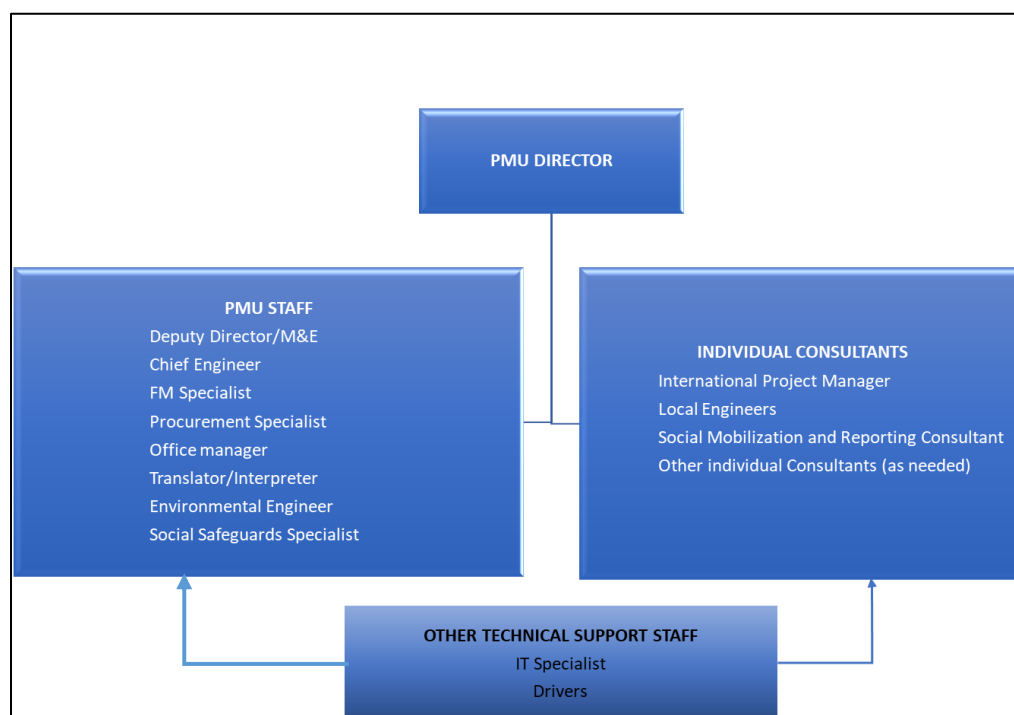 PMU DIRECTOR
PMU STAFF
Deputy Director/M&E
Chief Engineer
FM Specialist
Procurement Specialist
Office manager
Translator/Interpreter
Environmental Engineer
Social Safeguards Specialist
INDIVIDUAL CONSULTANTS
International Project Manager
Local Engineers
Social Mobilization and Reporting Consultant
Other individual Consultants (as needed)
OTHER TECHNICAL SUPPORT STAFF
IT Specialist
Drivers